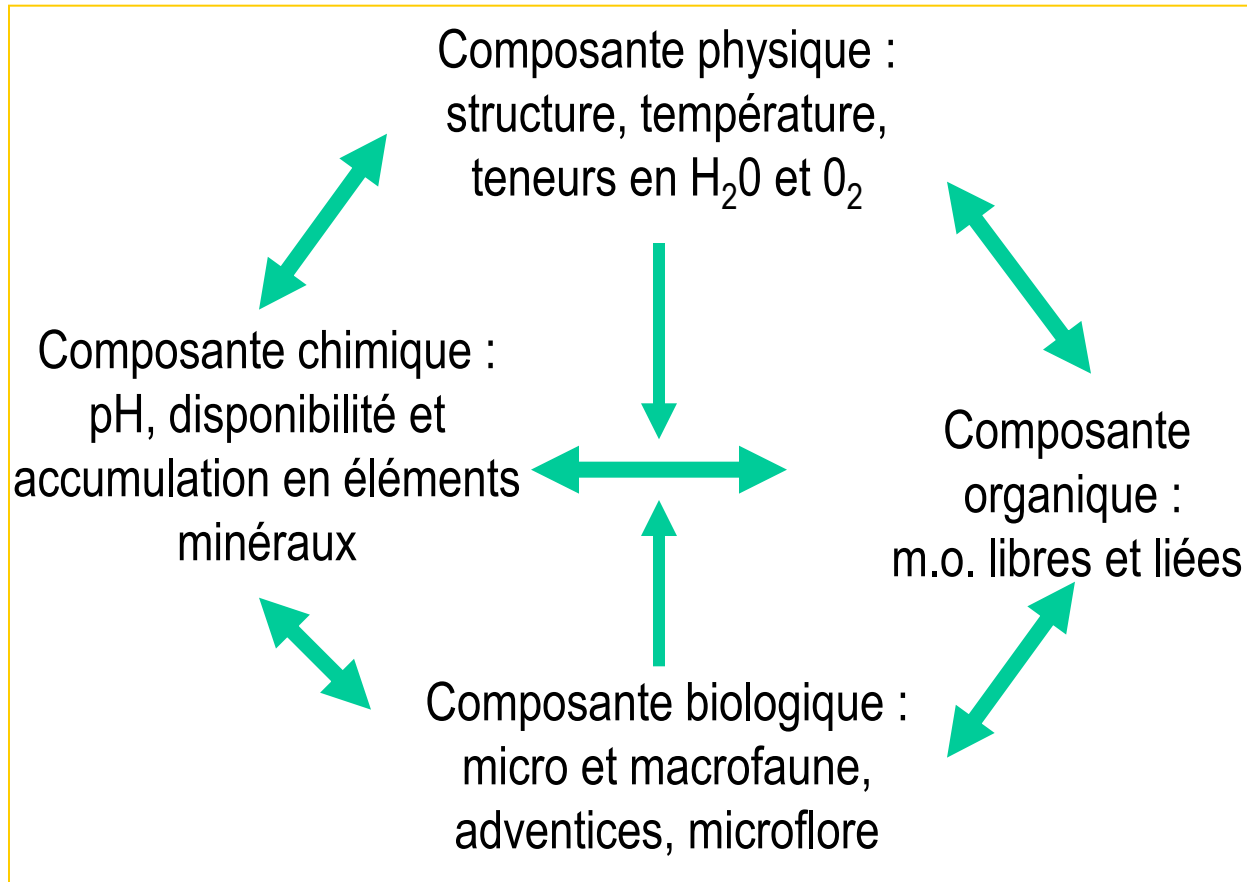 Composante physique :
structure, température,
teneurs en H₂0 et 0₂
Composante chimique :
pH, disponibilité et
accumulation en éléments
minéraux
Composante
organique :
m.o. libres et liées
Composante biologique :
micro et macrofaune,
adventices, microflore